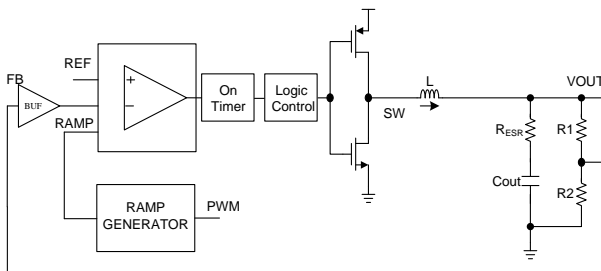 FB
BUF
REF
RAMP
+
−
On
Timer
Logic
Control
SW
L
VOUT
RESR
R1
Cout
R2
RAMP
GENERATOR
PWM